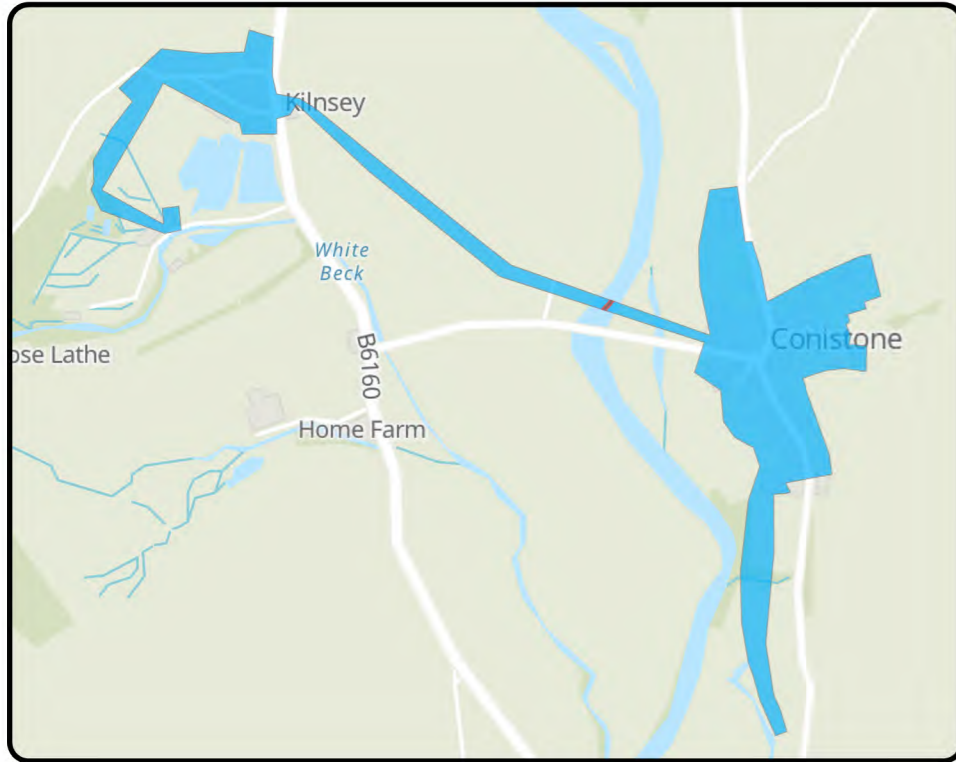 Kilnsey
White
Beck
ose Lathe
B6160
Conistone
Home Farm